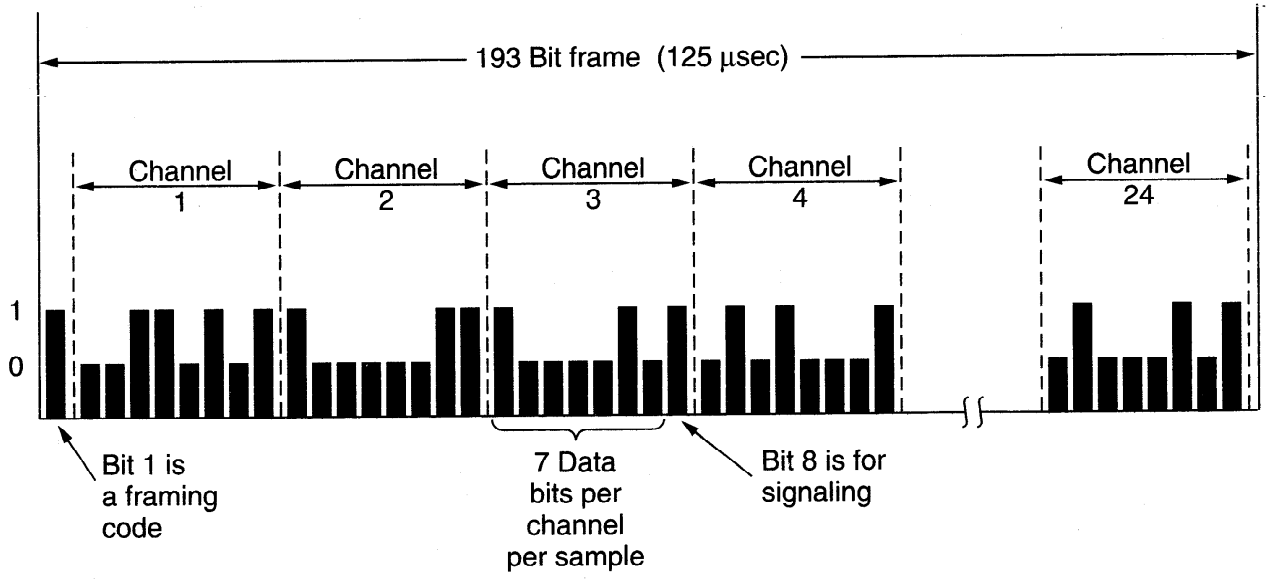 193 Bit frame (125 μsec)
Channel
1
Channel
2
Channel
3
Channel
4
Channel
24
1
0
Bit 1 is
a framing
code
7 Data
bits per
channel
per sample
Bit 8 is for
signaling